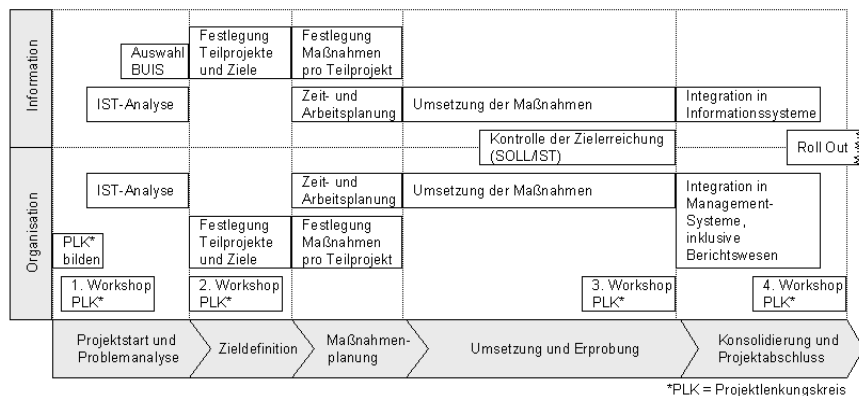 Information
Festlegung
Teilprojekte
und Ziele
Festlegung
Maßnahmen
pro Teilprojekt
Auswahl
BUIS
IST-Analyse
Zeit- und
Arbeitsplanung
Umsetzung der Maßnahmen
Integration in
Informationssysteme
Kontrolle der Zielerreichung
(SOLL/IST)
Roll Out
Organisation
IST-Analyse
Zeit- und
Arbeitsplanung
Umsetzung der Maßnahmen
Integration in
Management-
Systeme,
inklusive
Berichtswesen
PLK*
bilden
Festlegung
Teilprojekte
und Ziele
Festlegung
Maßnahmen
pro Teilprojekt
1. Workshop
PLK*
2. Workshop
PLK*
3. Workshop
PLK*
4. Workshop
PLK*
Projektstart und
Problemanalyse
Zieldefinition
Maßnahmen-
planung
Umsetzung und Erprobung
Konsolidierung und
Projektabschluss
*PLK = Projektlenkungskreis